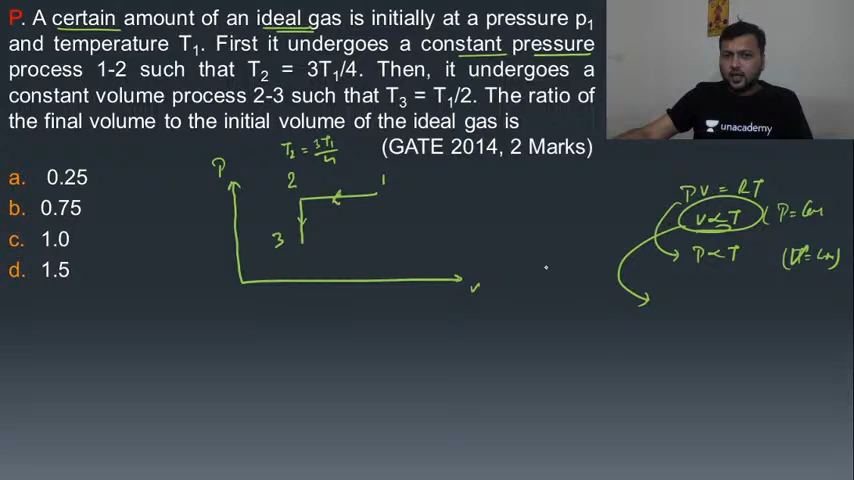 P. A certain amount of an ideal gas is initially at a pressure p1
and temperature T1. First it undergoes a constant pressure
process 1-2 such that T2 = 3T1/4. Then, it undergoes a
constant volume process 2-3 such that T3 = T1/2. The ratio of
the final volume to the initial volume of the ideal gas is
(GATE 2014, 2 Marks)
a. 0.25
b. 0.75
c. 1.0
d. 1.5
unacademy
T2 = 3T1/4
P
2
1
3
v
PV = RT
V∝T (P = Con
P∝T (V = Con)